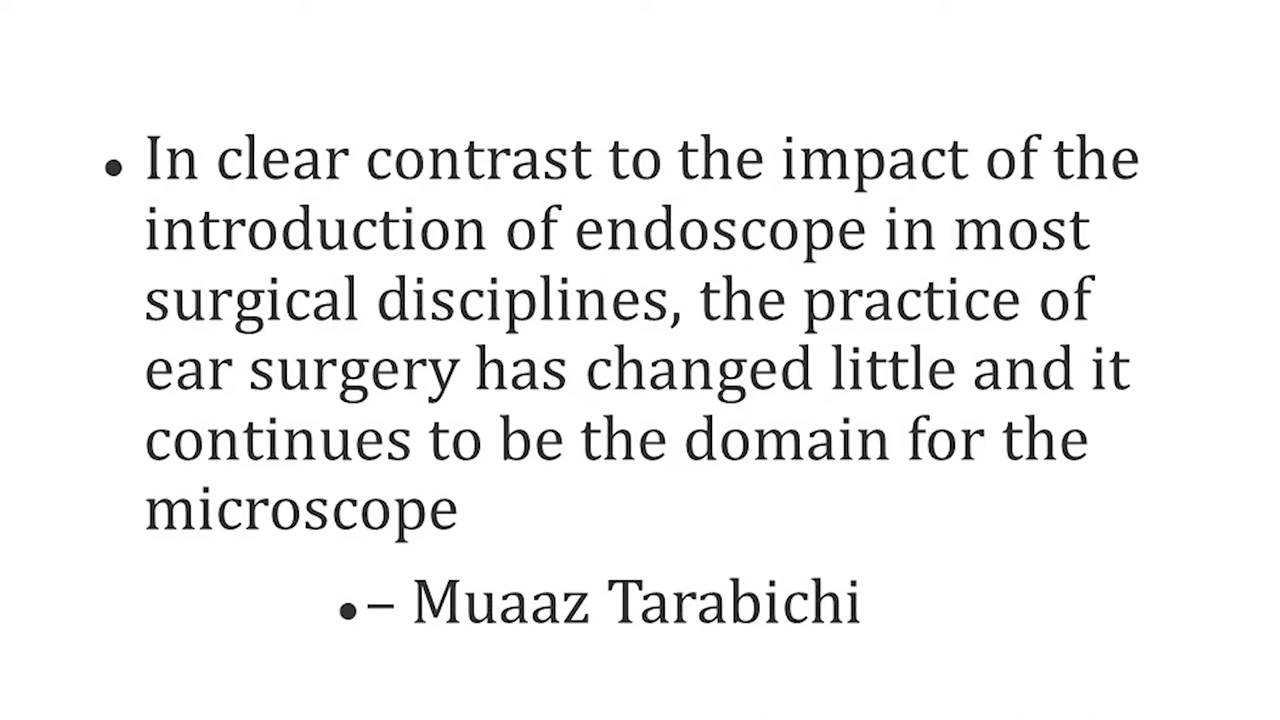 • In clear contrast to the impact of the
introduction of endoscope in most
surgical disciplines, the practice of
ear surgery has changed little and it
continues to be the domain for the
microscope
• – Muaaz Tarabichi